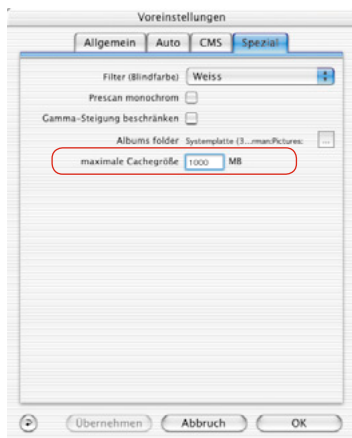 Voreinstellungen
Allgemein Auto CMS Spezial
Filter (Blindfarbe) Weiss
Prescan monochrom
Gamma-Steigung beschränken
Albums folder Systemplatte (3...rman:Pictures: ...
maximale Cachegröße 1000 MB
Übernehmen Abbruch OK